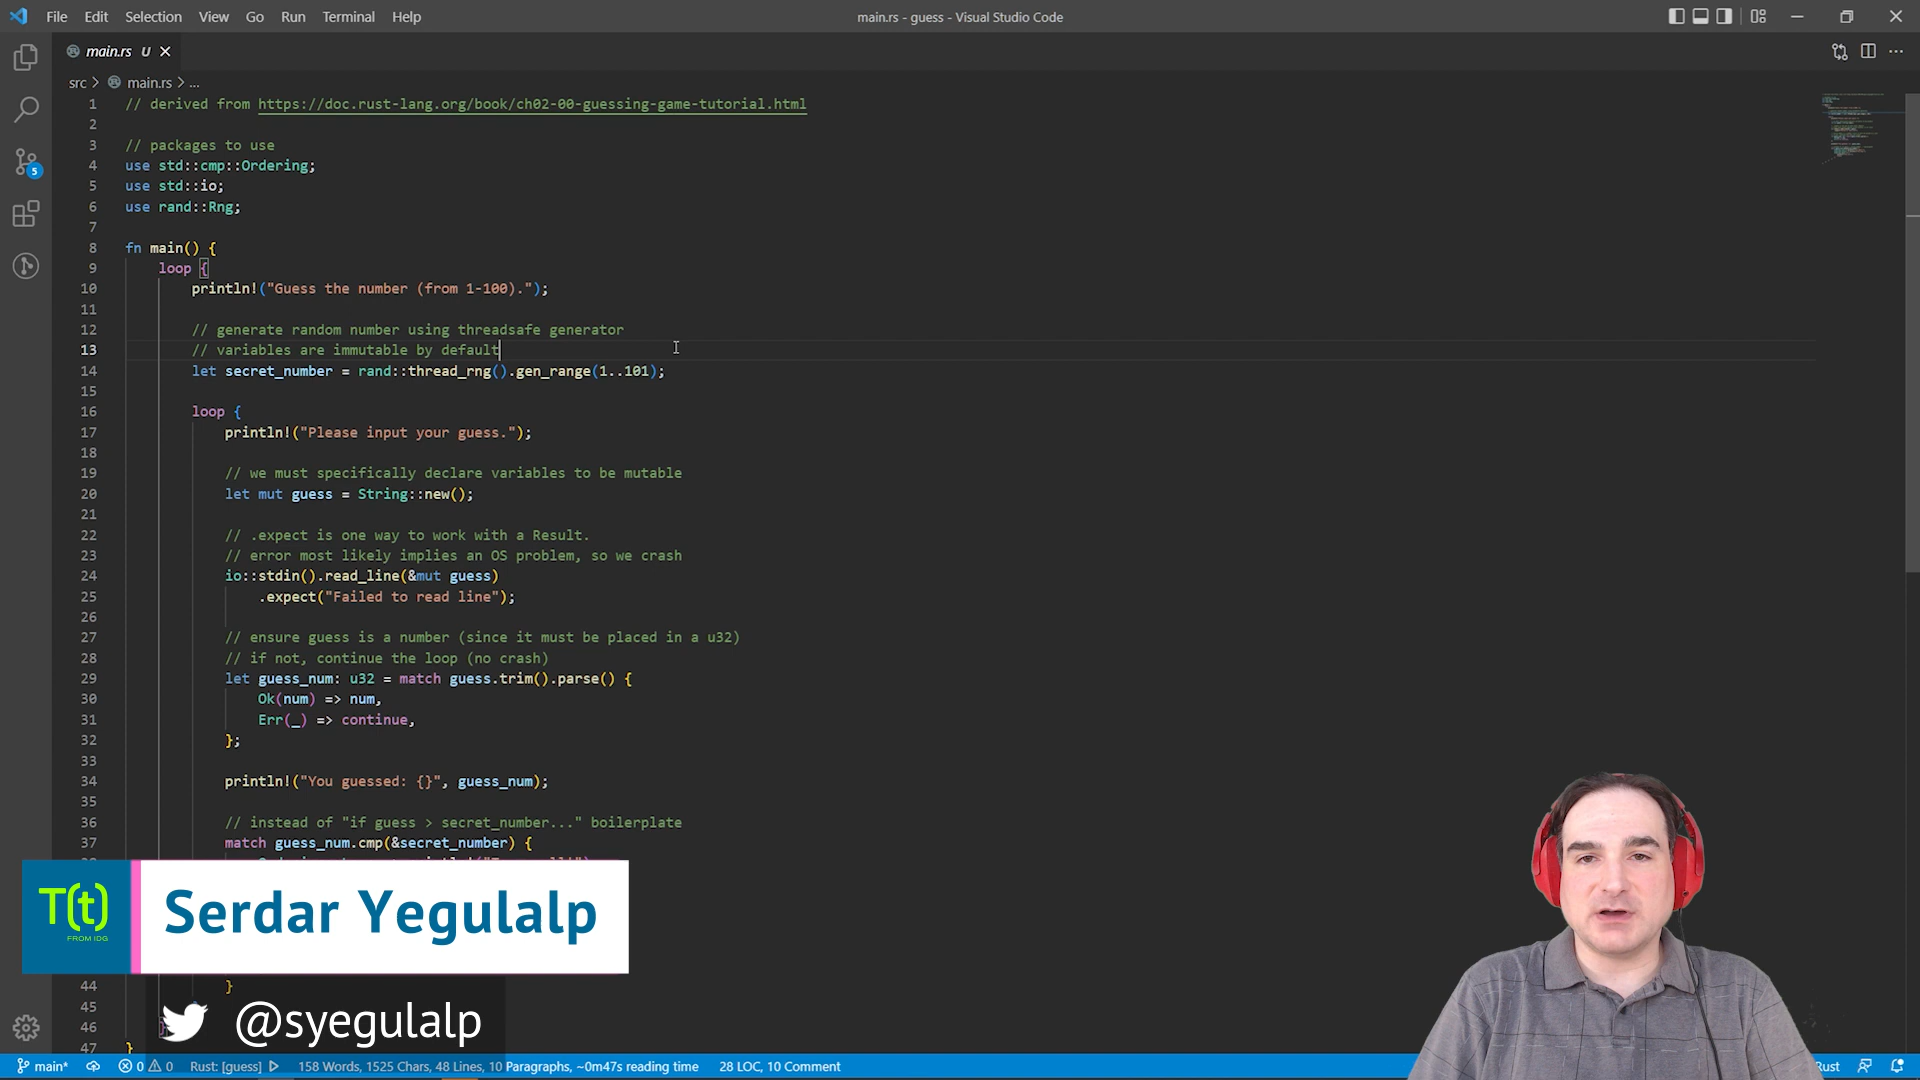 File Edit Selection View Go Run Terminal Help
main.rs - guess - Visual Studio Code
main.rs U
src > main.rs > ...
1 // derived from https://doc.rust-lang.org/book/ch02-00-guessing-game-tutorial.html
2
3 // packages to use
4 use std::cmp::Ordering;
5 use std::io;
6 use rand::Rng;
7
8 fn main() {
9 loop {
10 println!("Guess the number (from 1-100).");
11
12 // generate random number using threadsafe generator
13 // variables are immutable by default
14 let secret_number = rand::thread_rng().gen_range(1..101);
15
16 loop {
17 println!("Please input your guess.");
18
19 // we must specifically declare variables to be mutable
20 let mut guess = String::new();
21
22 // .expect is one way to work with a Result.
23 // error most likely implies an OS problem, so we crash
24 io::stdin().read_line(&mut guess)
25 .expect("Failed to read line");
26
27 // ensure guess is a number (since it must be placed in a u32)
28 // if not, continue the loop (no crash)
29 let guess_num: u32 = match guess.trim().parse() {
30 Ok(num) => num,
31 Err(_) => continue,
32 };
33
34 println!("You guessed: {}", guess_num);
35
36 // instead of "if guess > secret_number..." boilerplate
37 match guess_num.cmp(&secret_number) {
T(t)
FROM IDG
Serdar Yegulalp
44 }
45
@syegulalp
46 }
47 }
5
main* 0 0 Rust: [guess] 158 Words, 1525 Chars, 48 Lines, 10 Paragraphs, ~0m47s reading time 28 LOC, 10 Comment Rust